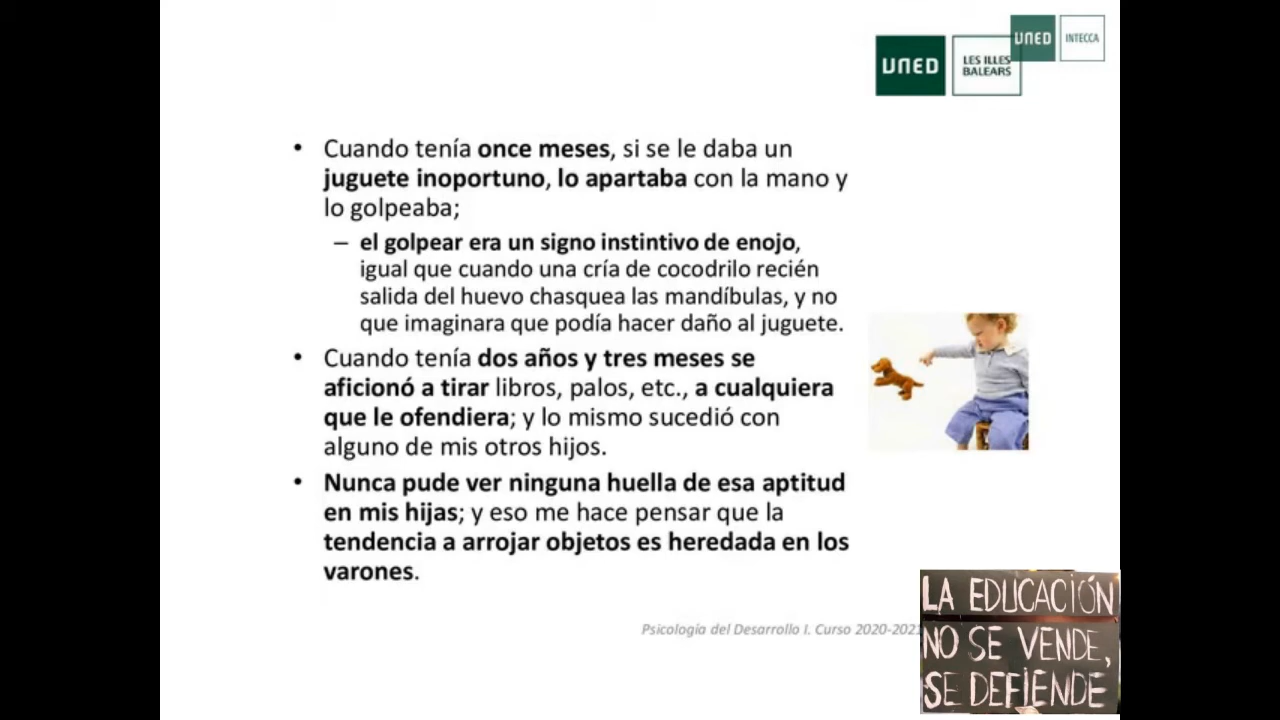 UNED
INTECCA
UNED
LES ILLES
BALEARS
• Cuando tenía once meses, si se le daba un
juguete inoportuno, lo apartaba con la mano y
lo golpeaba;
– el golpear era un signo instintivo de enojo,
igual que cuando una cría de cocodrilo recién
salida del huevo chasquea las mandíbulas, y no
que imaginara que podía hacer daño al juguete.
• Cuando tenía dos años y tres meses se
aficionó a tirar libros, palos, etc., a cualquiera
que le ofendiera; y lo mismo sucedió con
alguno de mis otros hijos.
• Nunca pude ver ninguna huella de esa aptitud
en mis hijas; y eso me hace pensar que la
tendencia a arrojar objetos es heredada en los
varones.
Psicología del Desarrollo I. Curso 2020-2021
LA EDUCACIÓN
NO SE VENDE,
SE DEFIENDE